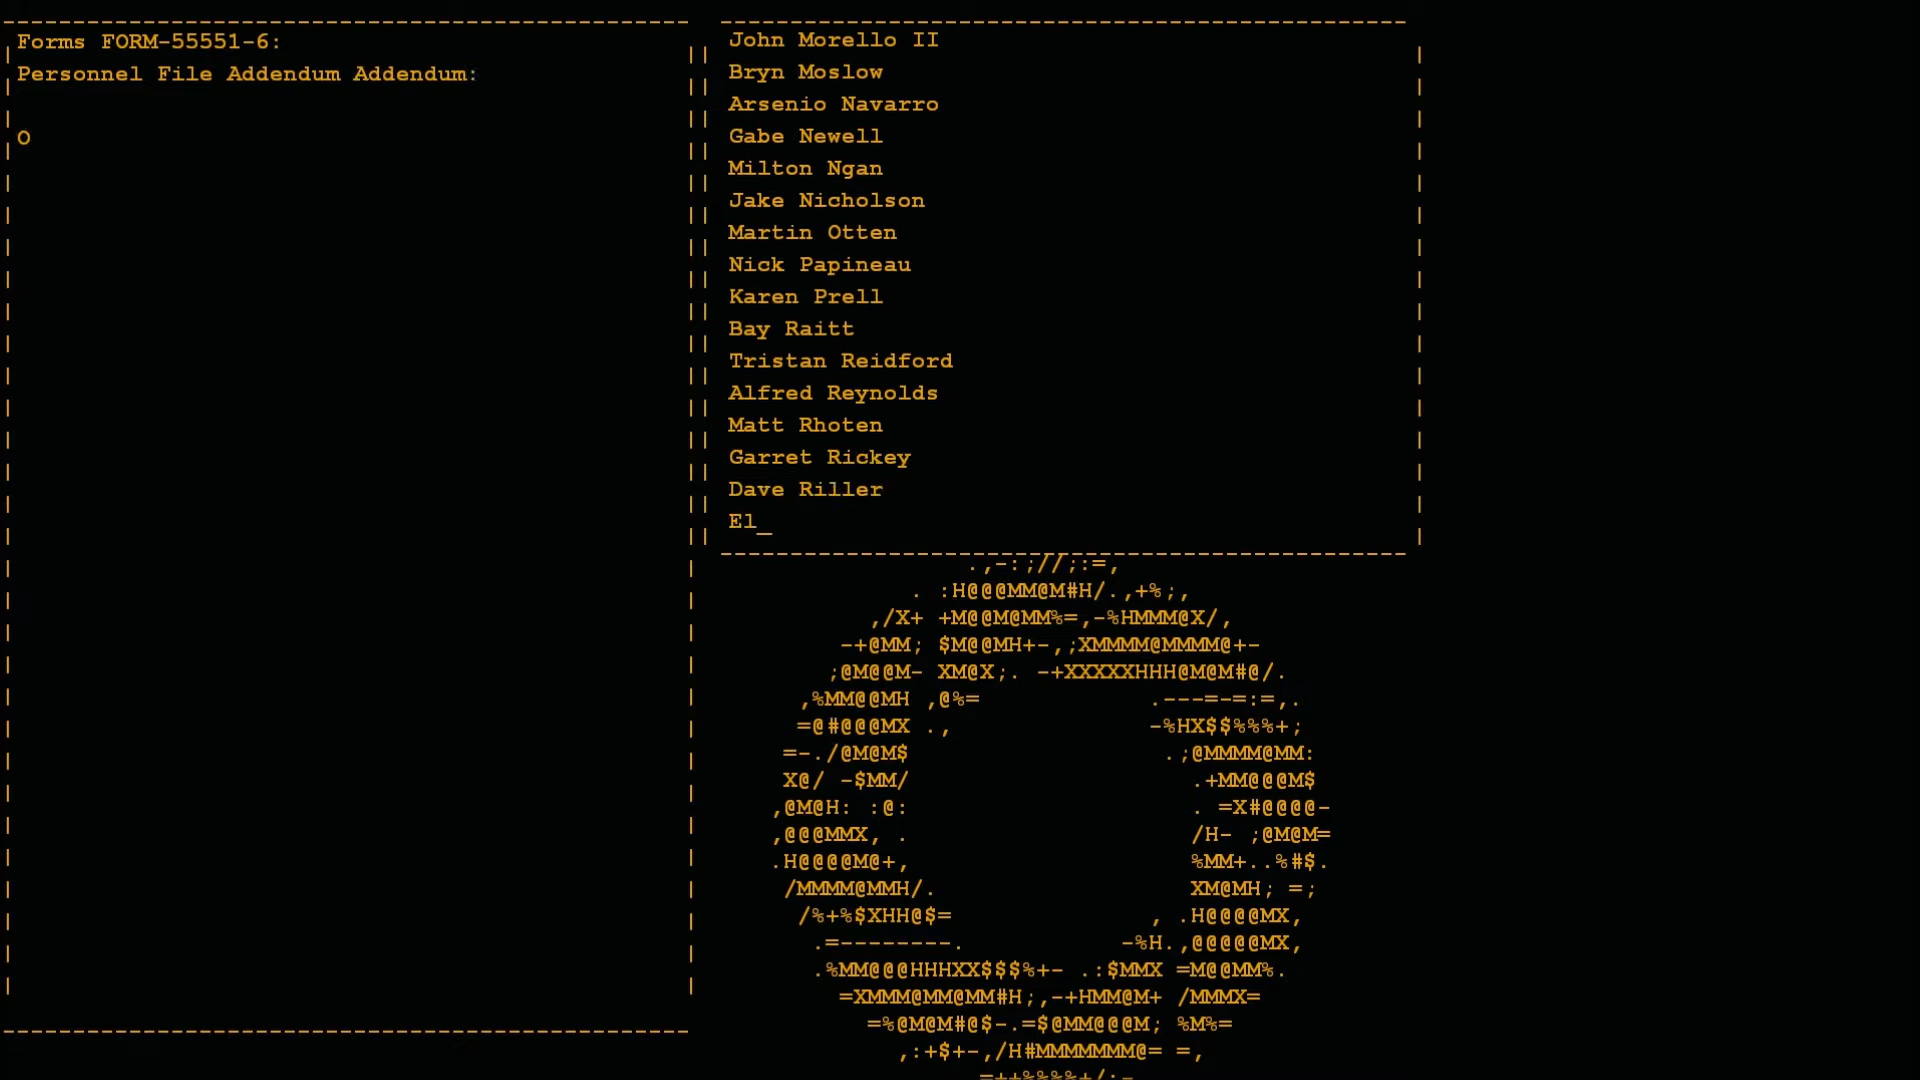 Forms FORM-55551-6:
Personnel File Addendum Addendum:
O
John Morello II
Bryn Moslow
Arsenio Navarro
Gabe Newell
Milton Ngan
Jake Nicholson
Martin Otten
Nick Papineau
Karen Prell
Bay Raitt
Tristan Reidford
Alfred Reynolds
Matt Rhoten
Garret Rickey
Dave Riller
El_